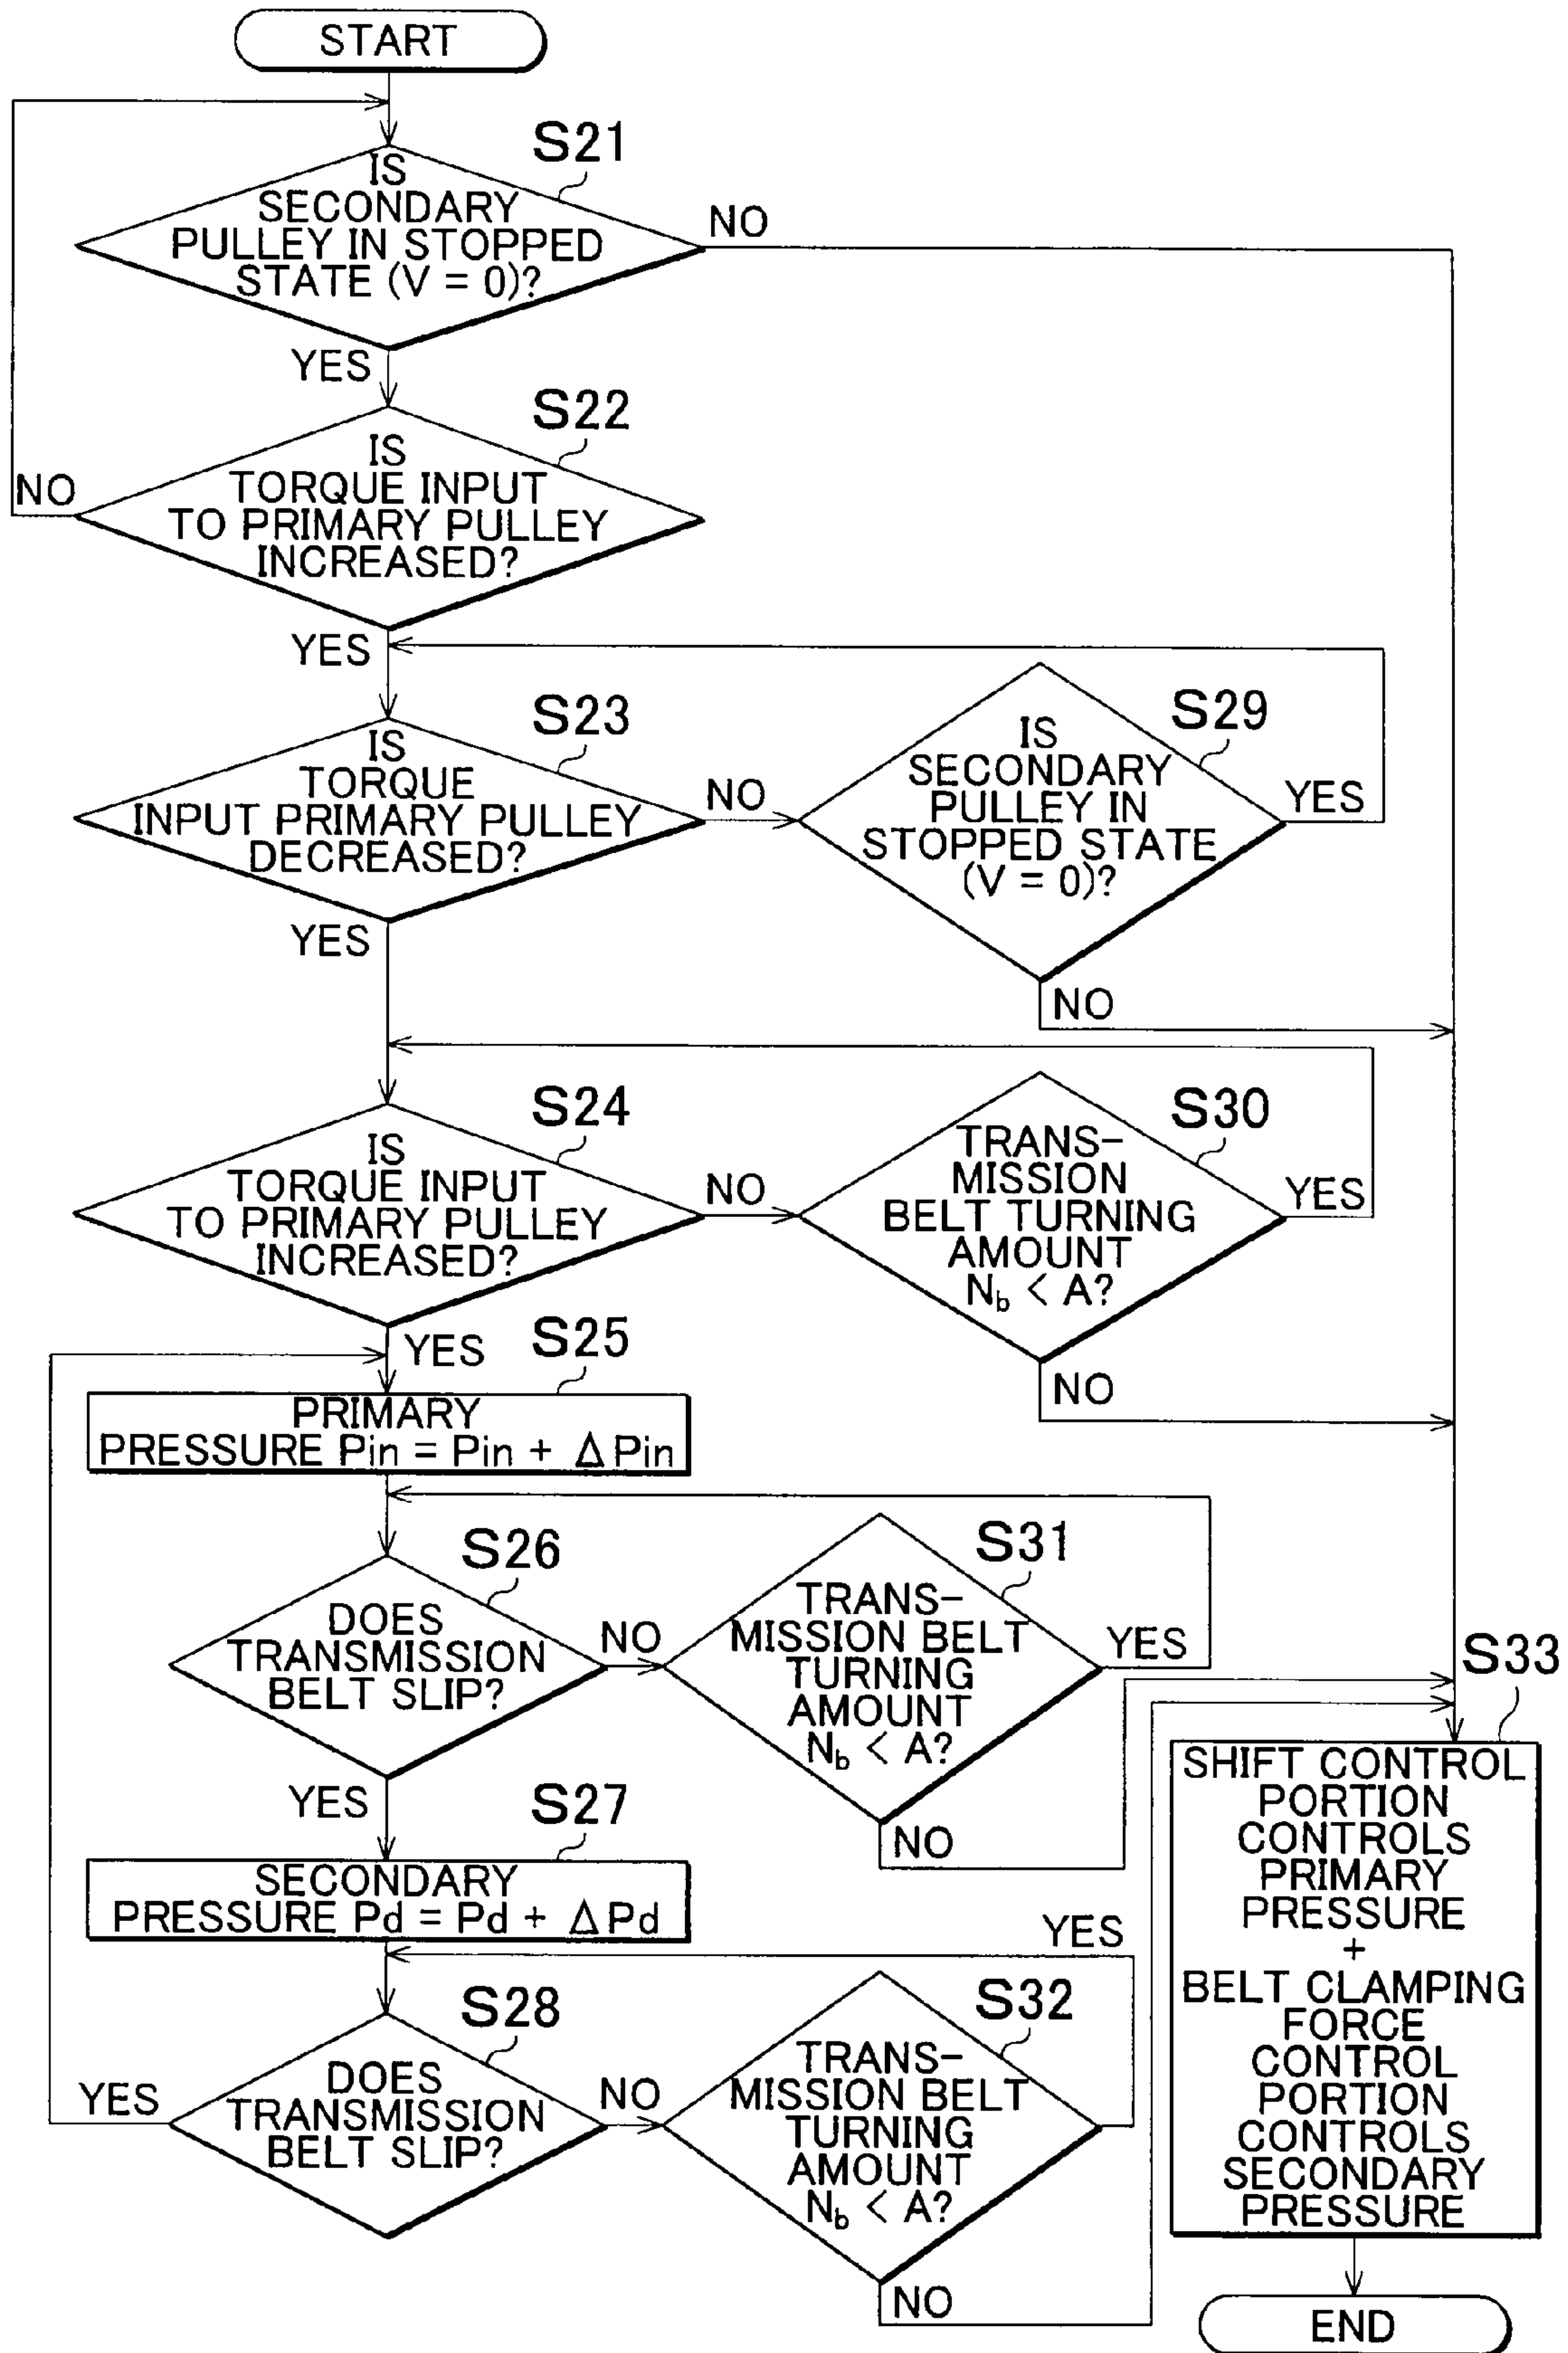 START
S21
IS
SECONDARY
PULLEY IN STOPPED
STATE (V = 0)?
NO
YES
S22
IS
TORQUE INPUT
TO PRIMARY PULLEY
INCREASED?
NO
YES
S23
IS
TORQUE
INPUT PRIMARY PULLEY
DECREASED?
NO
YES
S29
IS
SECONDARY
PULLEY IN
STOPPED STATE
(V = 0)?
YES
NO
S24
IS
TORQUE INPUT
TO PRIMARY PULLEY
INCREASED?
NO
YES
S30
TRANS-
MISSION
BELT TURNING
AMOUNT
Nb < A?
YES
NO
S25
PRIMARY
PRESSURE Pin = Pin + Δ Pin
S26
DOES
TRANSMISSION
BELT SLIP?
NO
YES
S31
TRANS-
MISSION BELT
TURNING
AMOUNT
Nb < A?
YES
NO
S27
SECONDARY
PRESSURE Pd = Pd + Δ Pd
S28
DOES
TRANSMISSION
BELT SLIP?
YES
NO
S32
TRANS-
MISSION BELT
TURNING
AMOUNT
Nb < A?
YES
NO
S33
SHIFT CONTROL
PORTION
CONTROLS
PRIMARY
PRESSURE
+
BELT CLAMPING
FORCE
CONTROL
PORTION
CONTROLS
SECONDARY
PRESSURE
END